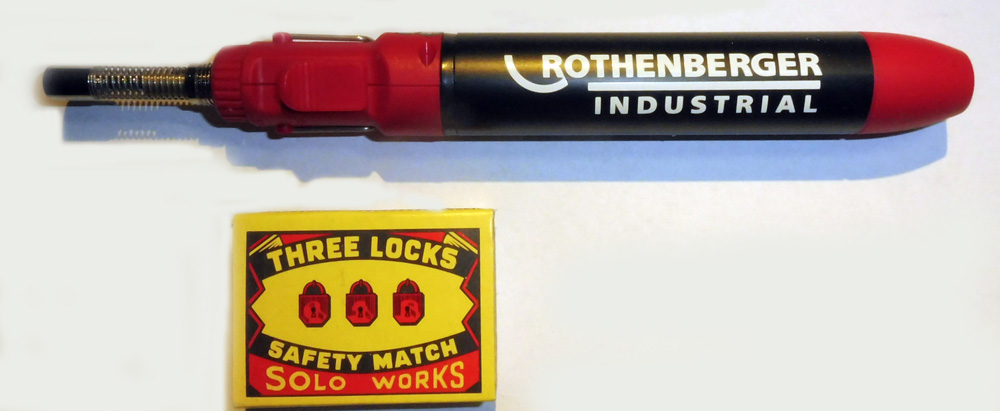 ROTHENBERGER
INDUSTRIAL
THREE LOCKS
SAFETY MATCH
SOLO WORKS